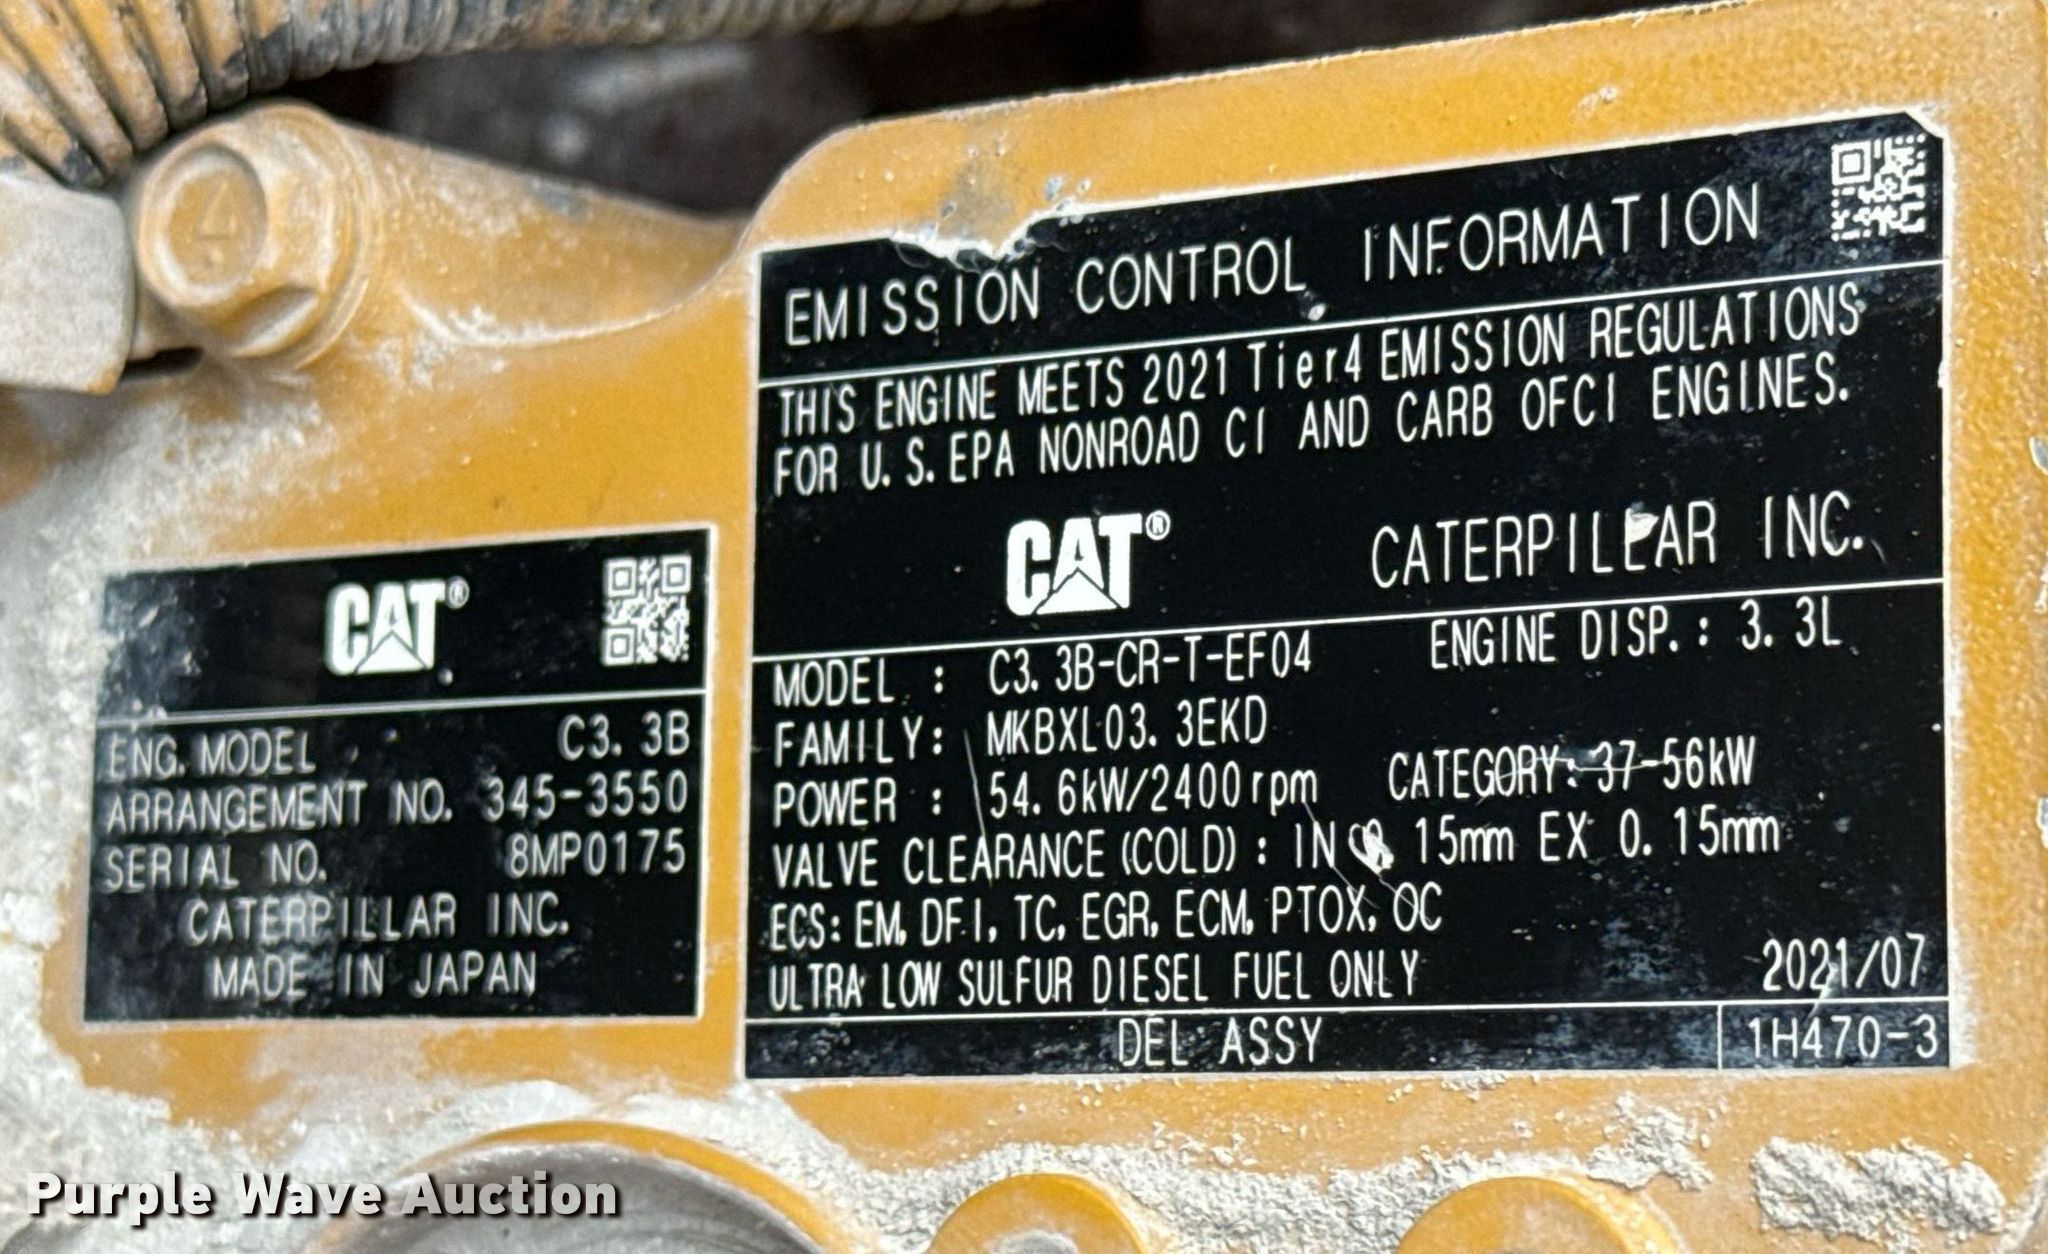 CAT®
ENG. MODEL C3.3B
ARRANGEMENT NO. 345-3550
SERIAL NO. 8MP0175
CATERPILLAR INC.
MADE IN JAPAN
EMISSION CONTROL INFORMATION
THIS ENGINE MEETS 2021 Tier4 EMISSION REGULATIONS
FOR U.S.EPA NONROAD CI AND CARB OFCI ENGINES.
CAT® CATERPILLAR INC.
MODEL : C3.3B-CR-T-EF04 ENGINE DISP.: 3.3L
FAMILY: MKBXL03.3EKD
POWER : 54.6kW/2400rpm CATEGORY: 37-56kW
VALVE CLEARANCE (COLD) : IN 0.15mm EX 0.15mm
ECS: EM, DFI, TC, EGR, ECM, PTOX, OC
ULTRA LOW SULFUR DIESEL FUEL ONLY 2021/07
DEL ASSY 1H470-3
4
Purple Wave Auction